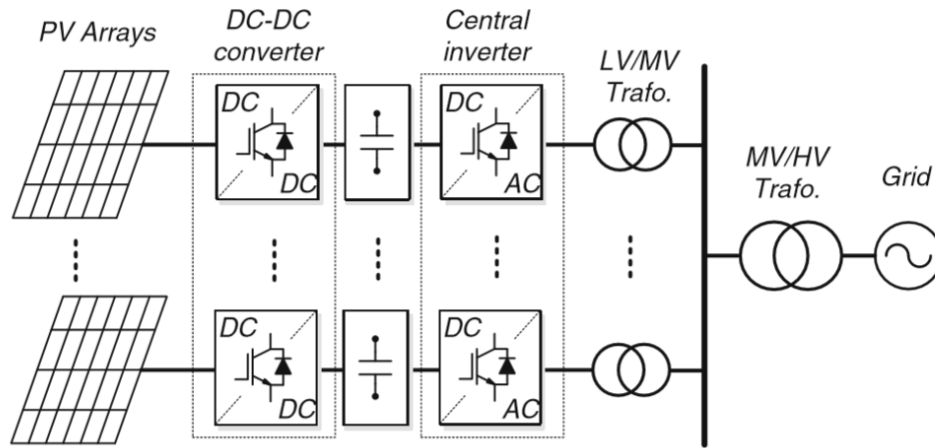 PV Arrays
DC-DC
converter
Central
inverter
LV/MV
Trafo.
MV/HV
Trafo.
Grid
DC
DC
DC
AC
DC
DC
DC
AC